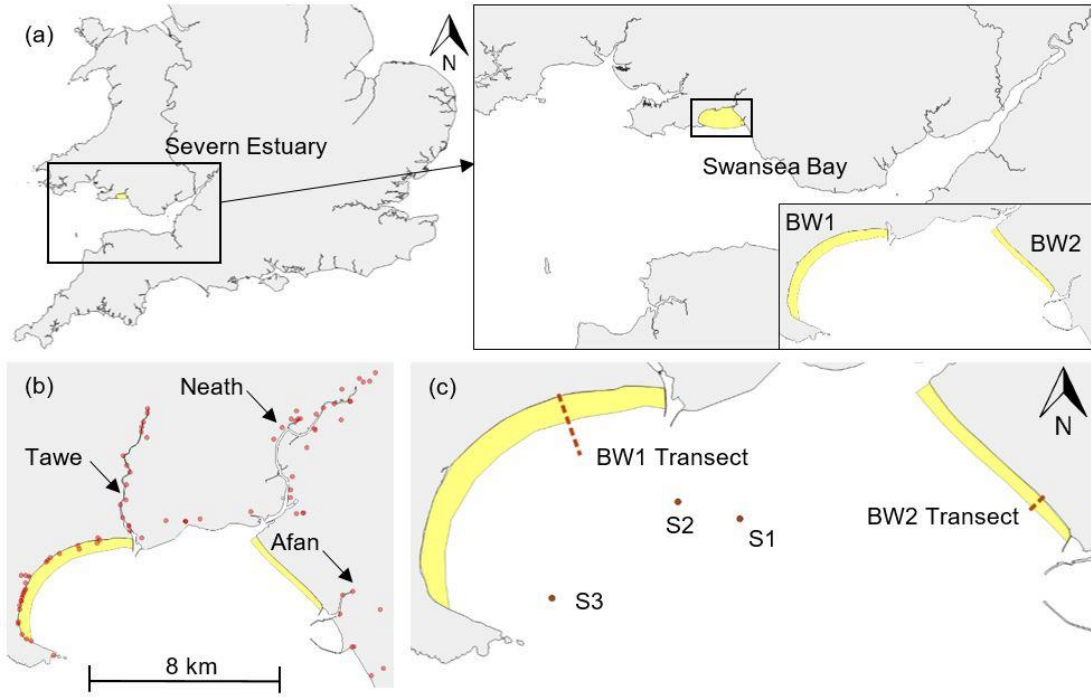 (a)
N
Severn Estuary
Swansea Bay
BW1
BW2
(b)
Neath
Tawe
Afan
8 km
(c)
N
BW1 Transect
S2
S1
BW2 Transect
S3